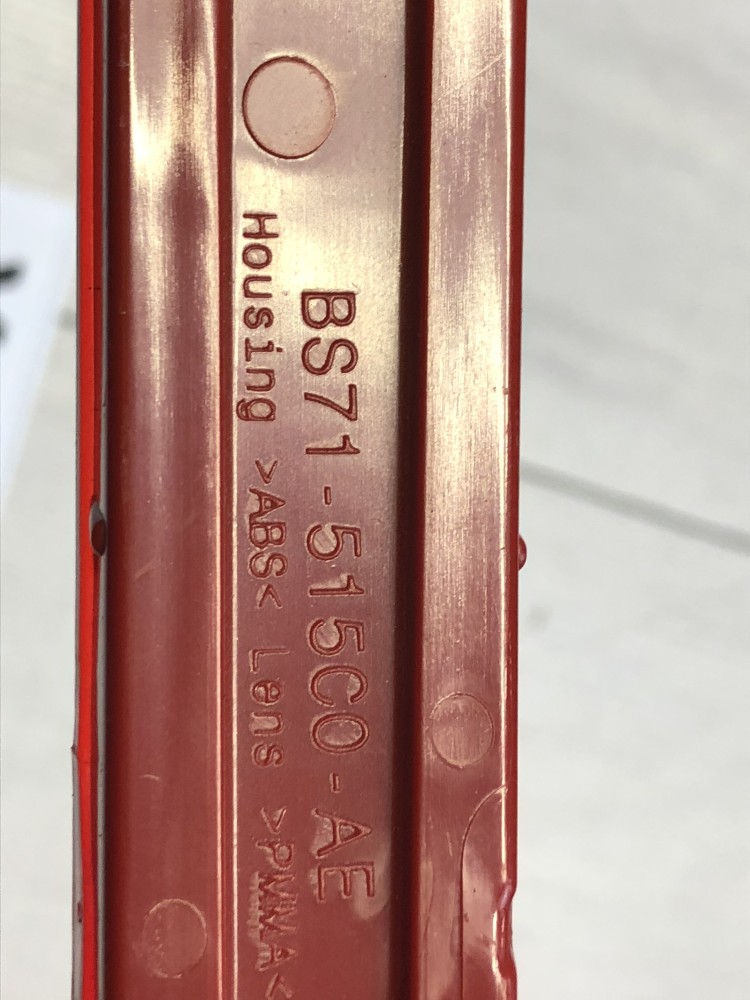 BS71-515C0-AE
Housing >ABS< Lens >PMMA<